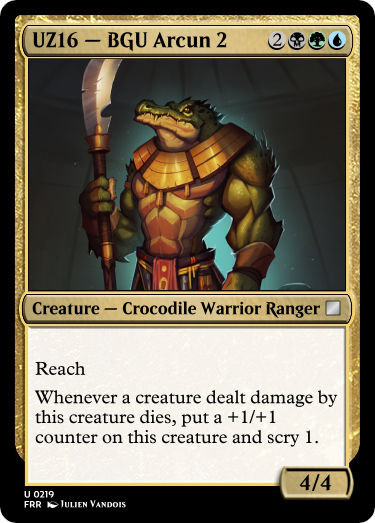 UZ16 — BGU Arcun 2 2
Creature — Crocodile Warrior Ranger
Reach
Whenever a creature dealt damage by
this creature dies, put a +1/+1
counter on this creature and scry 1.
4/4
U 0219
FRR Julien Vandois